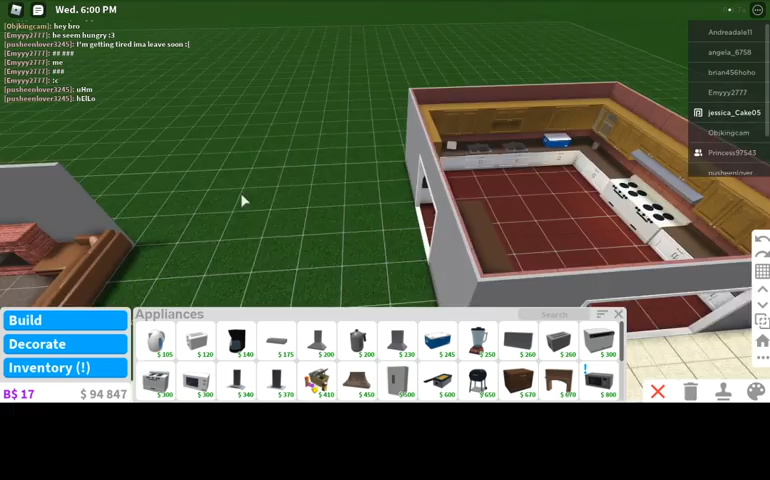 Wed. 6:00 PM
[Objkingcam]: hey bro
[Emyyy2777]: he seem hungry :3
[pusheenlover3245]: I'm getting tired ima leave soon :(
[Emyyy2777]: ## ###
[Emyyy2777]: me
[Emyyy2777]: ###
[Emyyy2777]: :c
[pusheenlover3245]: uHm
[pusheenlover3245]: hElLo
Andreadale11
angela_6758
brian456hoho
Emyyy2777
jessica_Cake05
Objkingcam
Princess97543
pusheenlover
Build
Decorate
Inventory (!)
B$ 17
$ 94 847
Appliances
Search
$ 105
$ 120
$ 140
$ 175
$ 200
$ 200
$ 230
$ 245
$ 250
$ 260
$ 260
$ 300
$ 300
$ 300
$ 340
$ 370
$ 410
$ 450
$ 500
$ 600
$ 650
$ 670
$ 670
$ 800